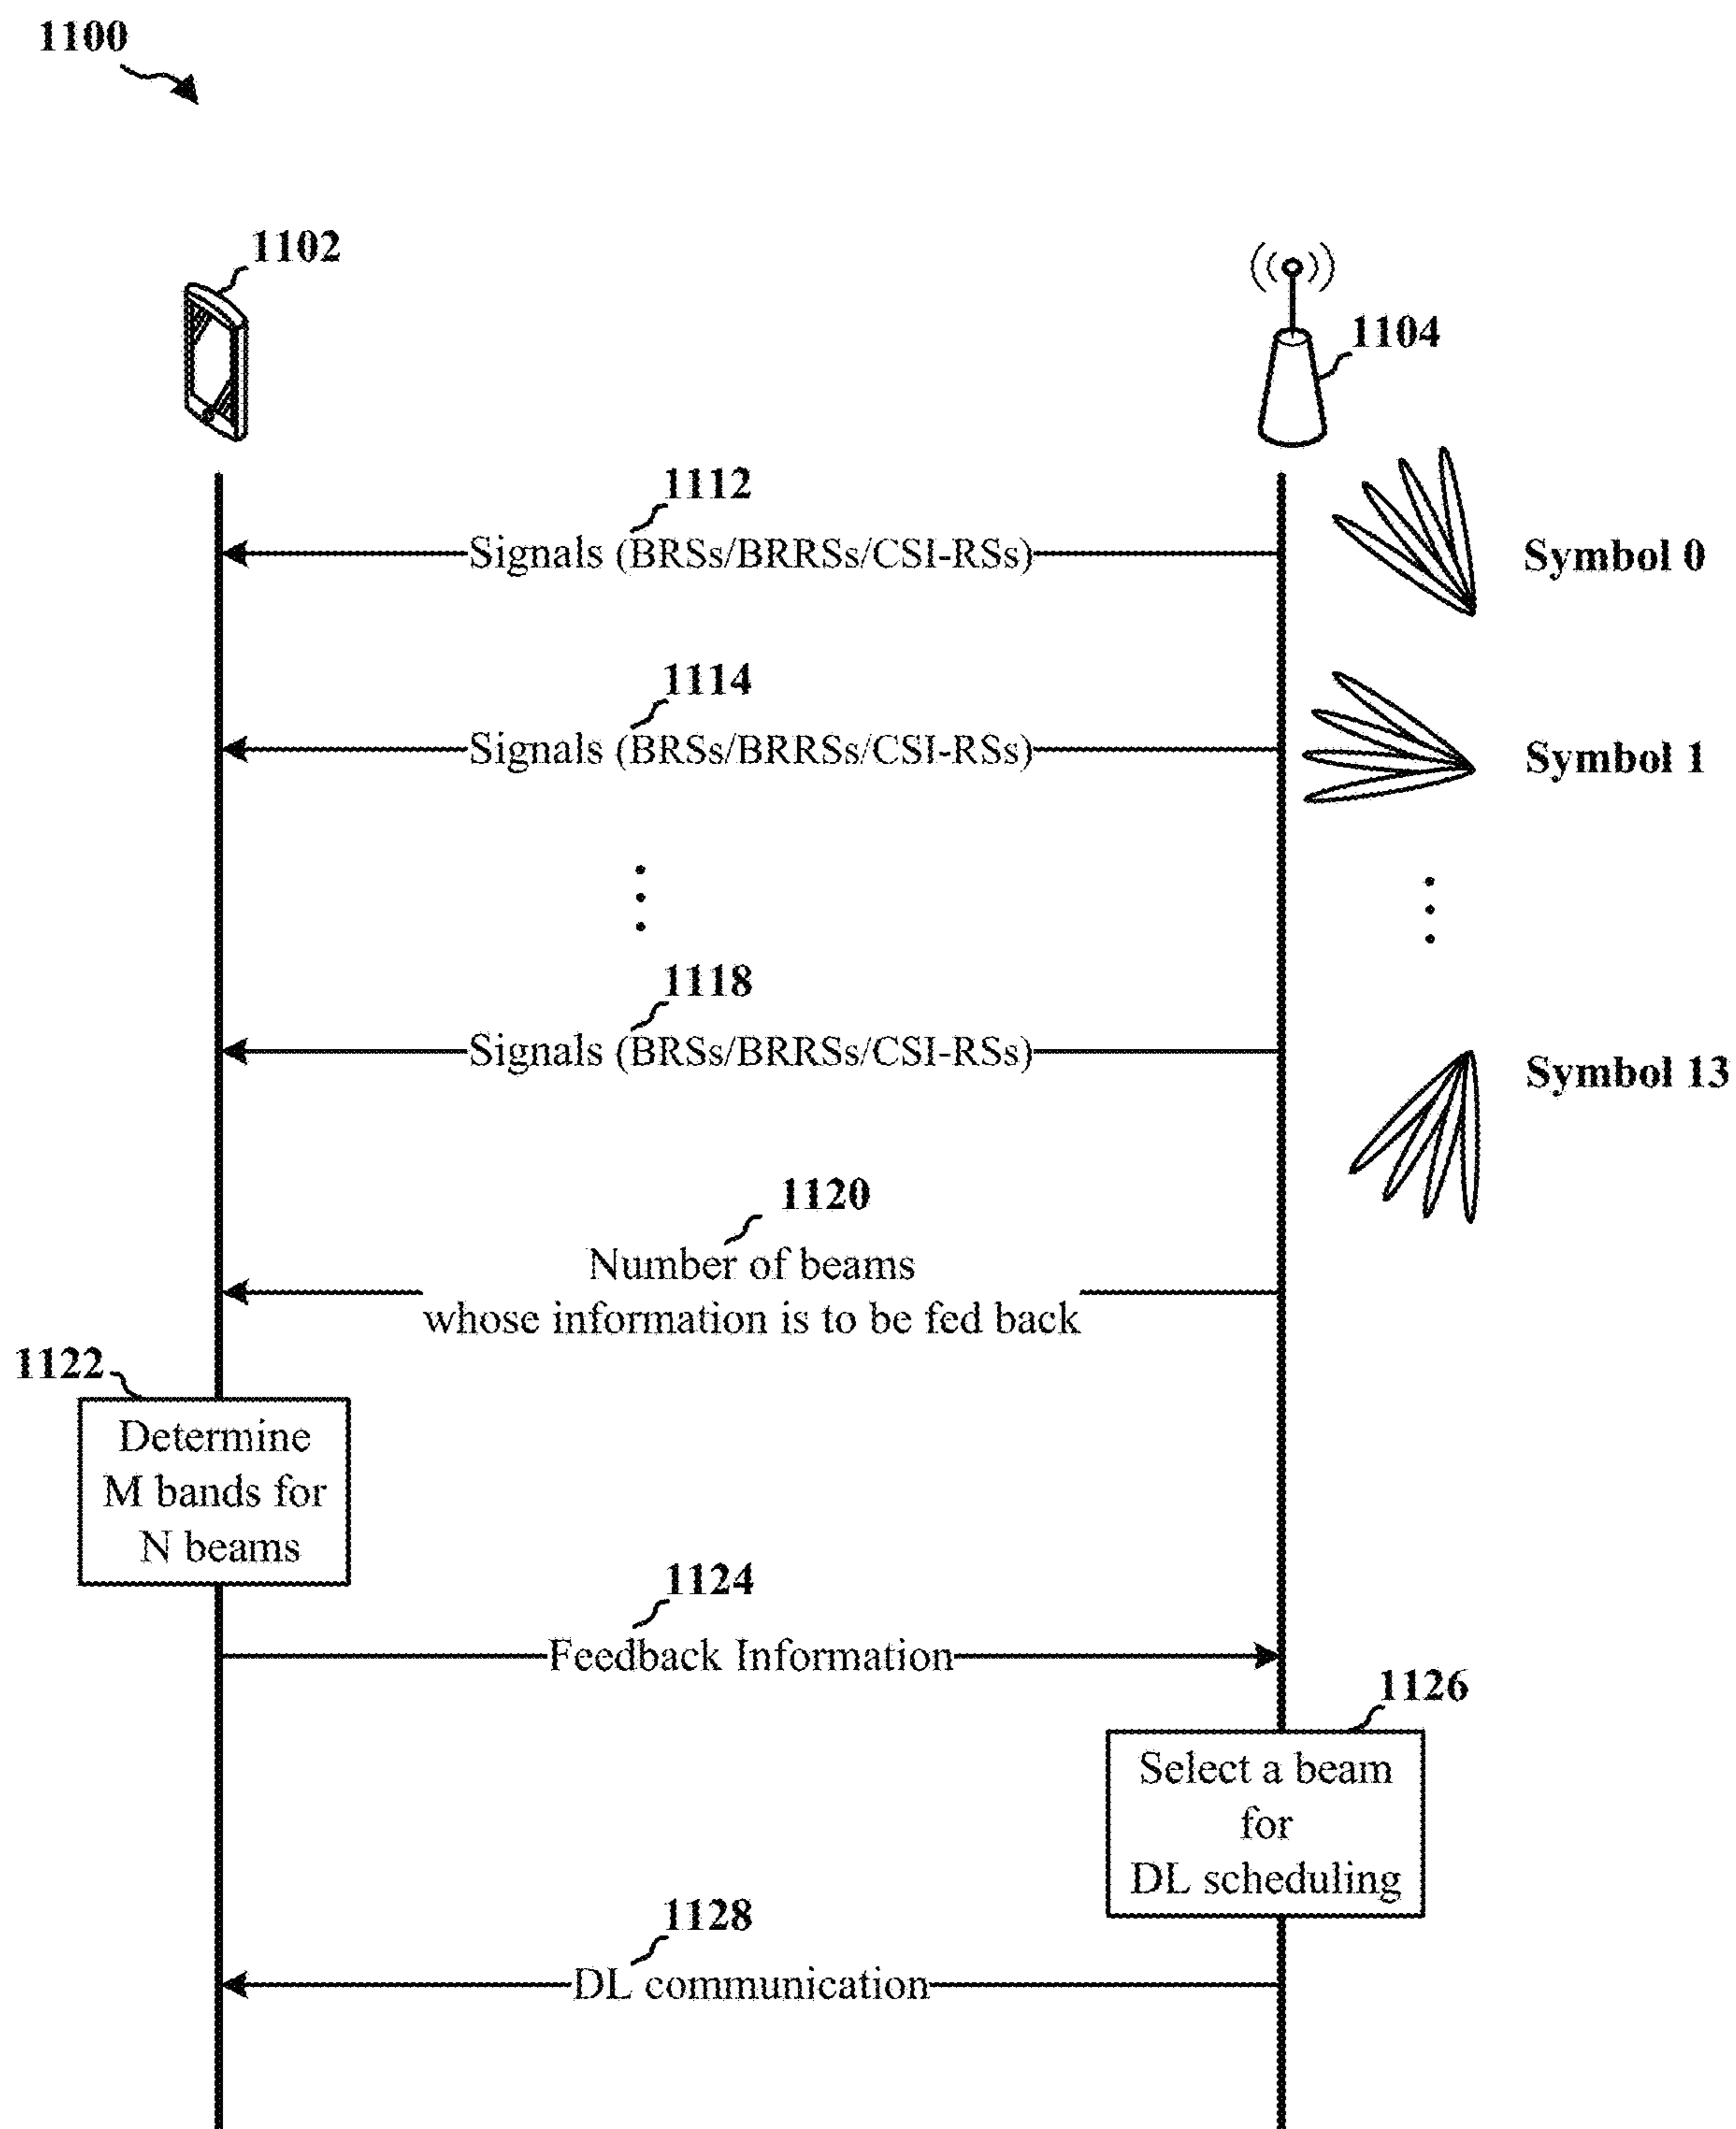 1100
1102
1104
1112
Signals (BRSs/BRRSs/CSI-RSs)
Symbol 0
1114
Signals (BRSs/BRRSs/CSI-RSs)
Symbol 1
1118
Signals (BRSs/BRRSs/CSI-RSs)
Symbol 13
1120
Number of beams
whose information is to be fed back
1122
Determine
M bands for
N beams
1124
Feedback Information
1126
Select a beam
for
DL scheduling
1128
DL communication